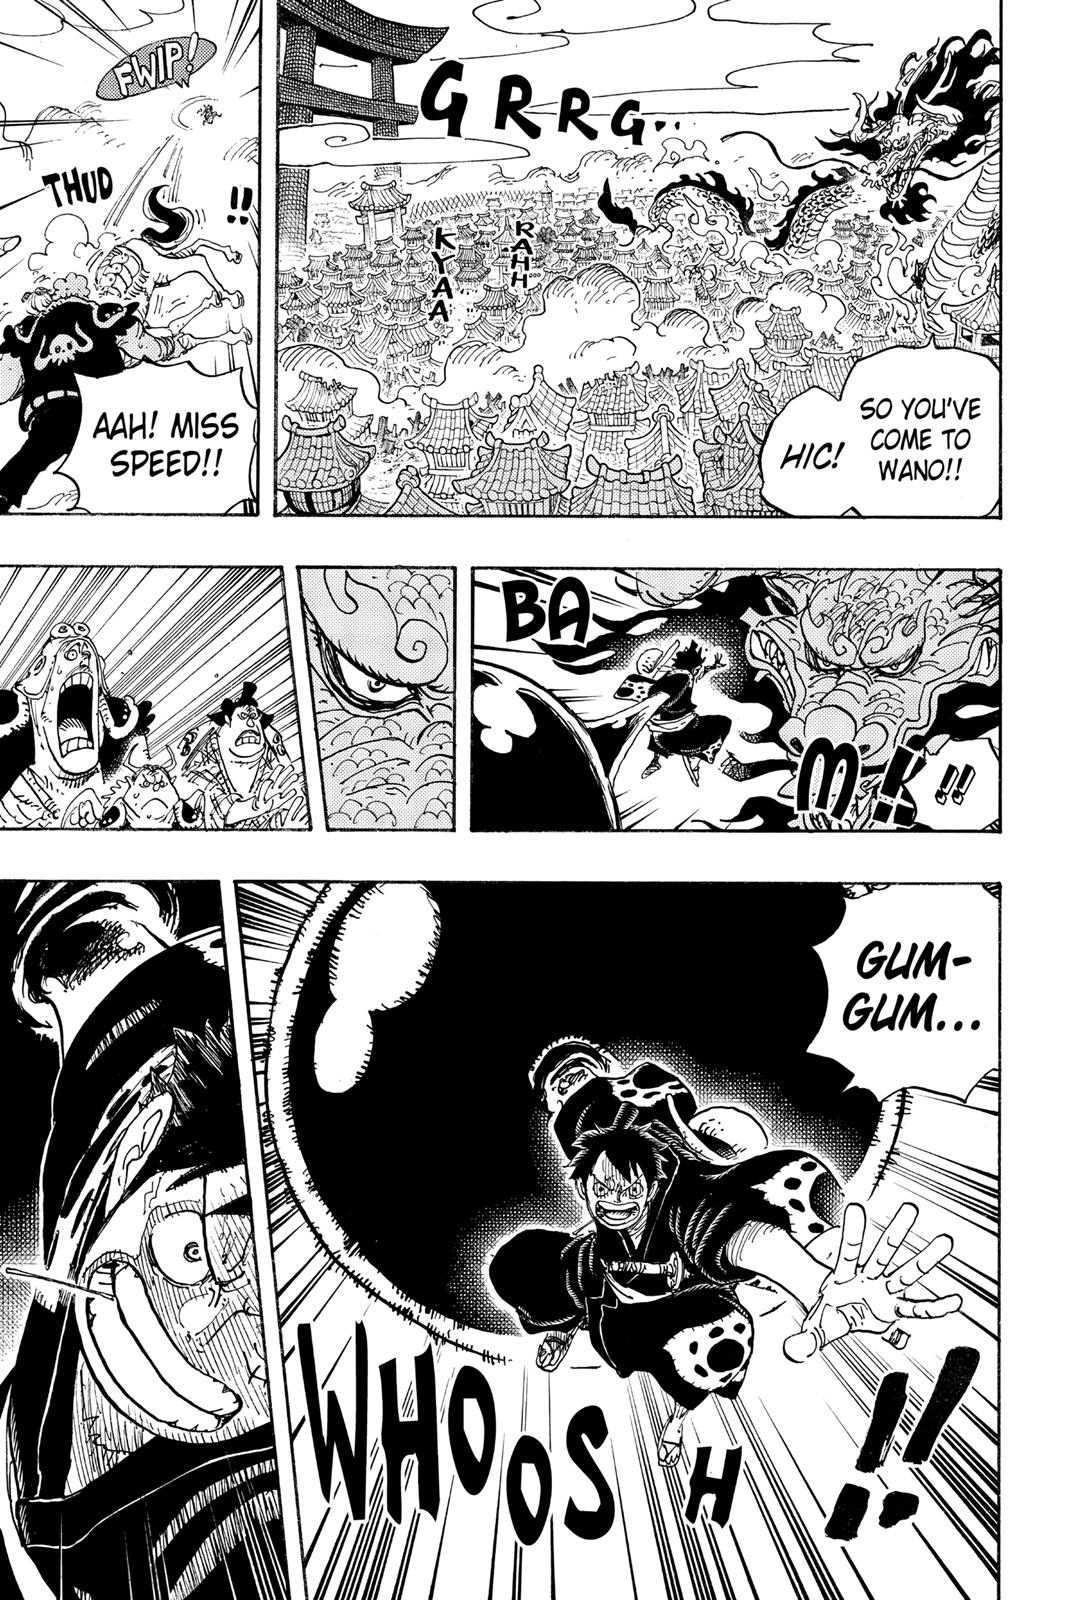 GRRG..
RAHH...
KYAA
SO YOU'VE
COME TO
WANO!!
HIC!
FWIP!
THUD
!!
AAH! MISS
SPEED!!
BA
M!!
!!!
GUM-
GUM...
WHOOSH
!!